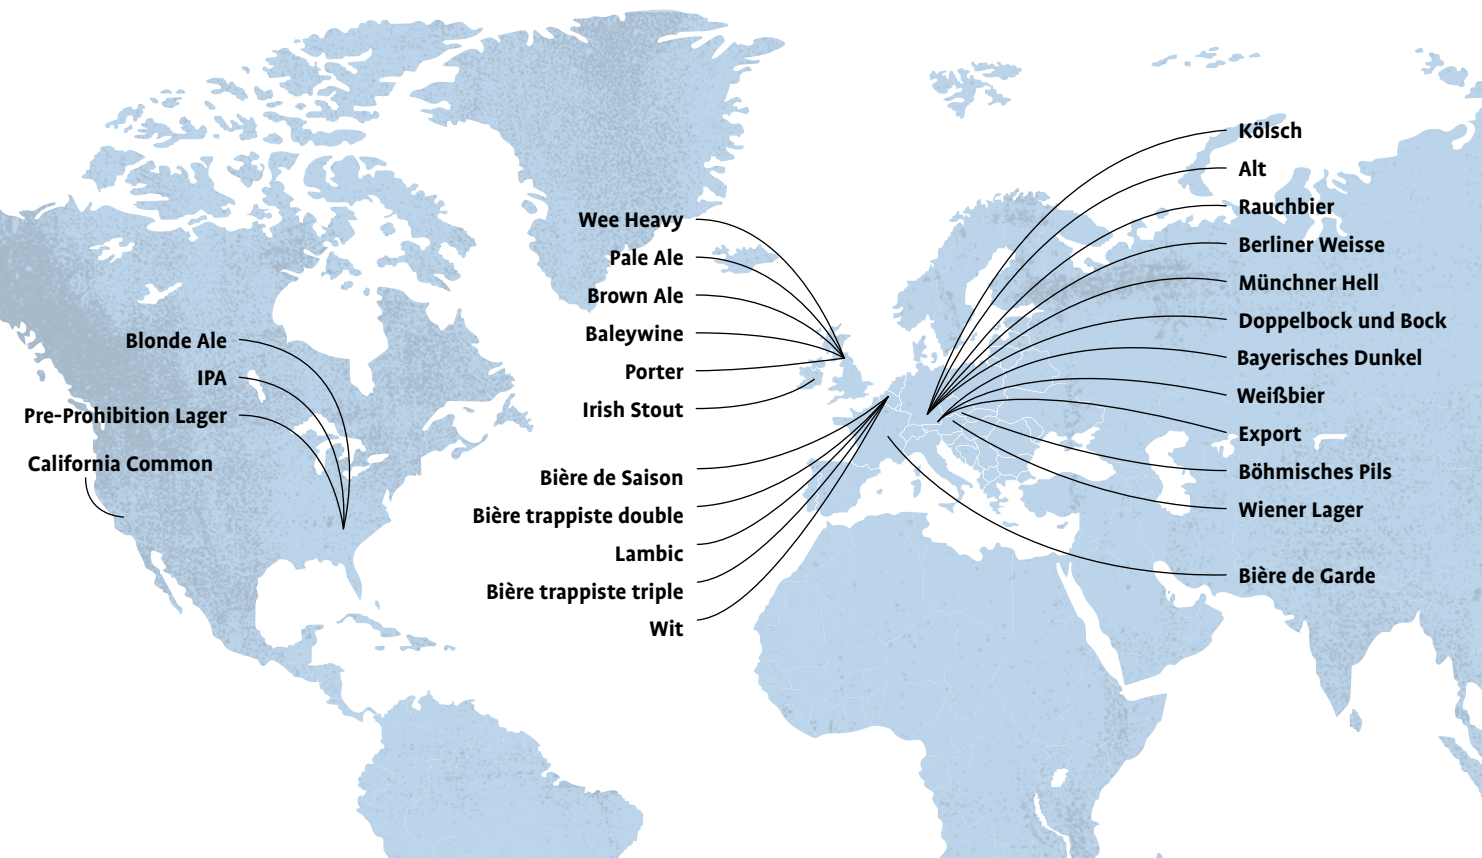 Blonde Ale
IPA
Pre-Prohibition Lager
California Common
Wee Heavy
Pale Ale
Brown Ale
Baleywine
Porter
Irish Stout
Bière de Saison
Bière trappiste double
Lambic
Bière trappiste triple
Wit
Kölsch
Alt
Rauchbier
Berliner Weisse
Münchner Hell
Doppelbock und Bock
Bayerisches Dunkel
Weißbier
Export
Böhmisches Pils
Wiener Lager
Bière de Garde